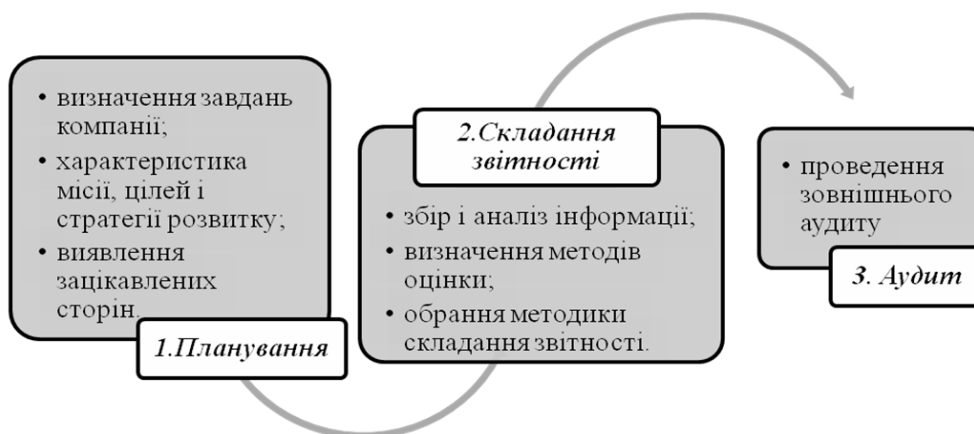 • визначення завдань
компанії;
• характеристика
місії, цілей і
стратегії розвитку;
• виявлення
зацікавлених
сторін.
1.Планування
2.Складання
звітності
• збір і аналіз інформації;
• визначення методів
оцінки;
• обрання методики
складання звітності.
• проведення
зовнішнього
аудиту
3. Аудит